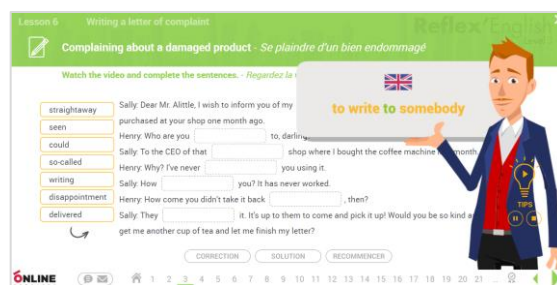 Lesson 6 Writing a letter of complaint
Reflex'English
Complaining about a damaged product - Se plaindre d'un bien endommagé
Watch the video and complete the sentences. - Regardez la
to write to somebody
straightaway
seen
could
so-called
writing
disappointment
delivered
Sally: Dear Mr. Alittle, I wish to inform you of my
purchased at your shop one month ago.
Henry: Who are you to, darling
Sally: To the CEO of that shop where I bought the coffee machine month
Henry: Why? I've never you using it.
Sally: How you? It has never worked.
Henry: How come you didn't take it back , then?
Sally: They it. It's up to them to come and pick it up! Would you be so kind a
get me another cup of tea and let me finish my letter?
TIPS
CORRECTION SOLUTION RECOMMENCER
ONLINE 1 2 3 4 5 6 7 8 9 10 11 12 13 14 15 16 17 18 19 20 21 ...